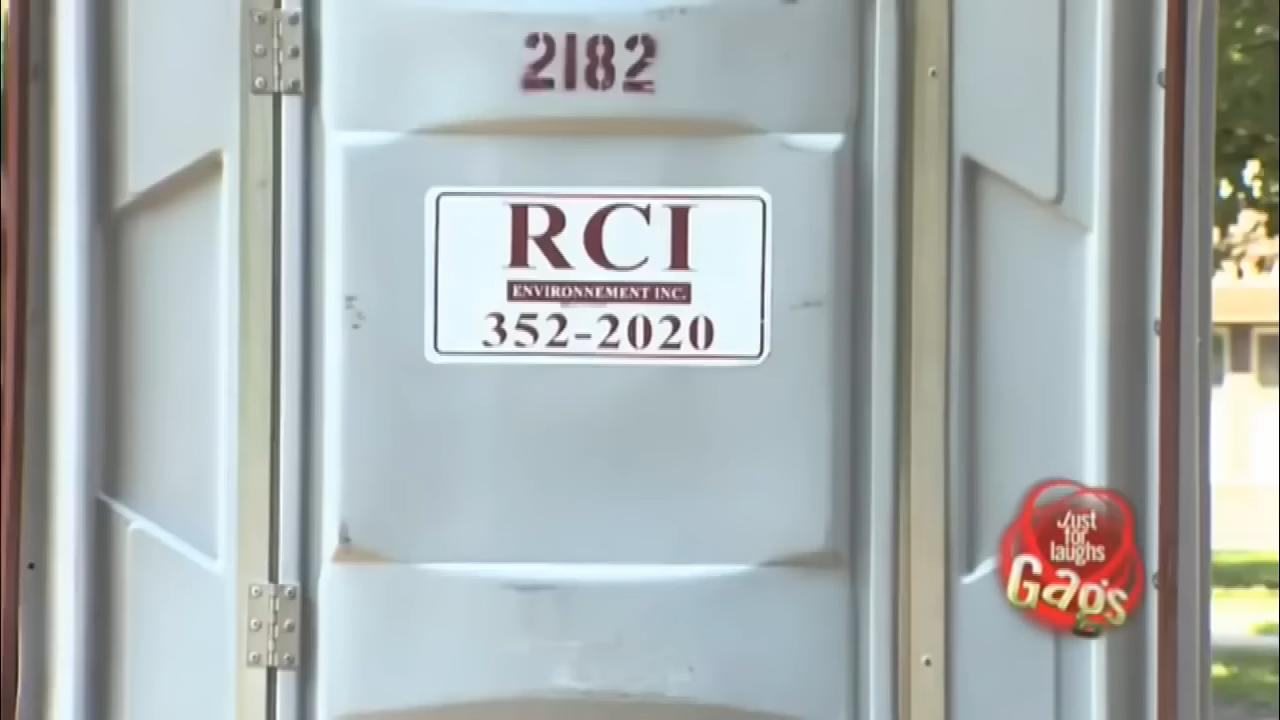 2182
RCI
ENVIRONNEMENT INC.
352-2020
Just
for
laughs
Gags